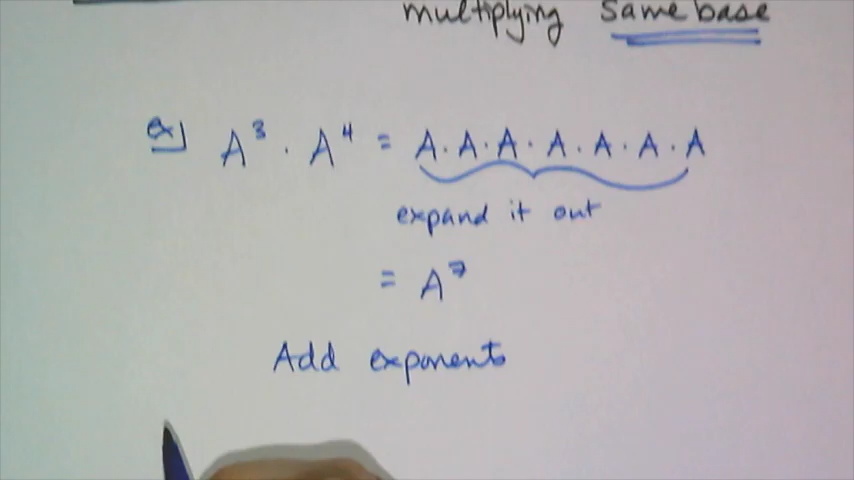 multiplying same base
ex] A³ · A⁴ = A · A · A · A · A · A · A
expand it out
= A⁷
Add exponents